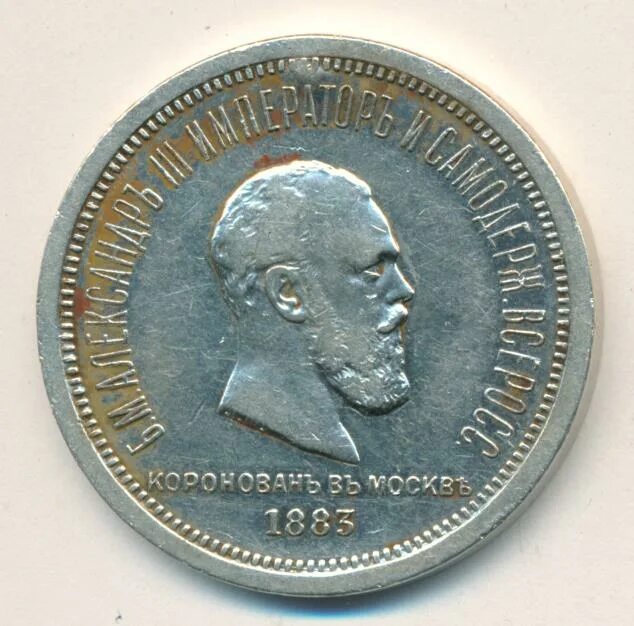 Б.М.АЛЕКСАНДРЪ III ИМПЕРАТОРЪ И САМОДЕРЖ. ВСЕРОСС.
КОРОНОВАНЪ ВЪ МОСКВѢ
1883